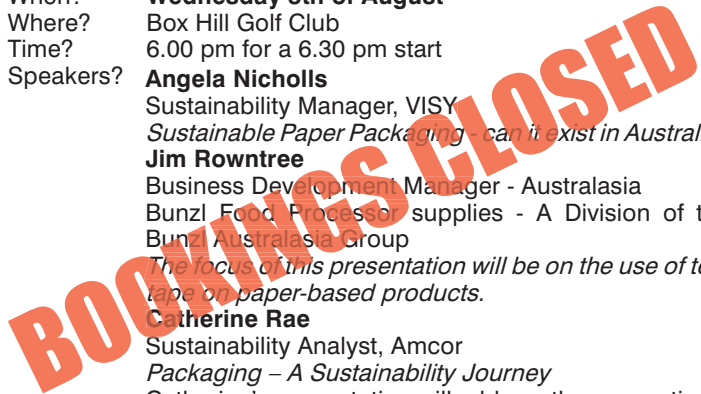 Wednesday 5th of August
Where? Box Hill Golf Club
Time? 6.00 pm for a 6.30 pm start
Speakers? Angela Nicholls
Sustainability Manager, VISY
Sustainable Paper Packaging - can it exist in Austral
Jim Rowntree
Business Development Manager - Australasia
Bunzl Food Processor supplies - A Division of t
Bunzl Australasia Group
The focus of this presentation will be on the use of te
tape on paper-based products.
Catherine Rae
Sustainability Analyst, Amcor
Packaging – A Sustainability Journey
BOOKINGS CLOSED